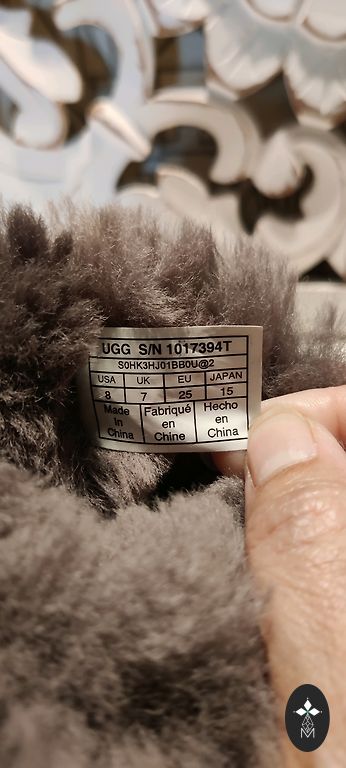 UGG S/N 1017394T
S0HK3HJ01BB0U@2
USA UK EU JAPAN
8 7 25 15
Made in China Fabriqué en Chine Hecho en China
M